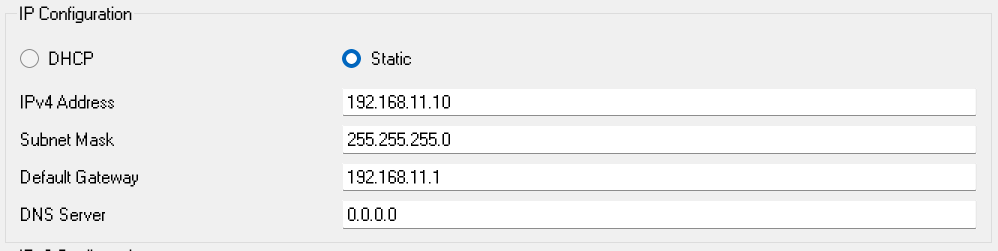 IP Configuration
DHCP Static
IPv4 Address 192.168.11.10
Subnet Mask 255.255.255.0
Default Gateway 192.168.11.1
DNS Server 0.0.0.0